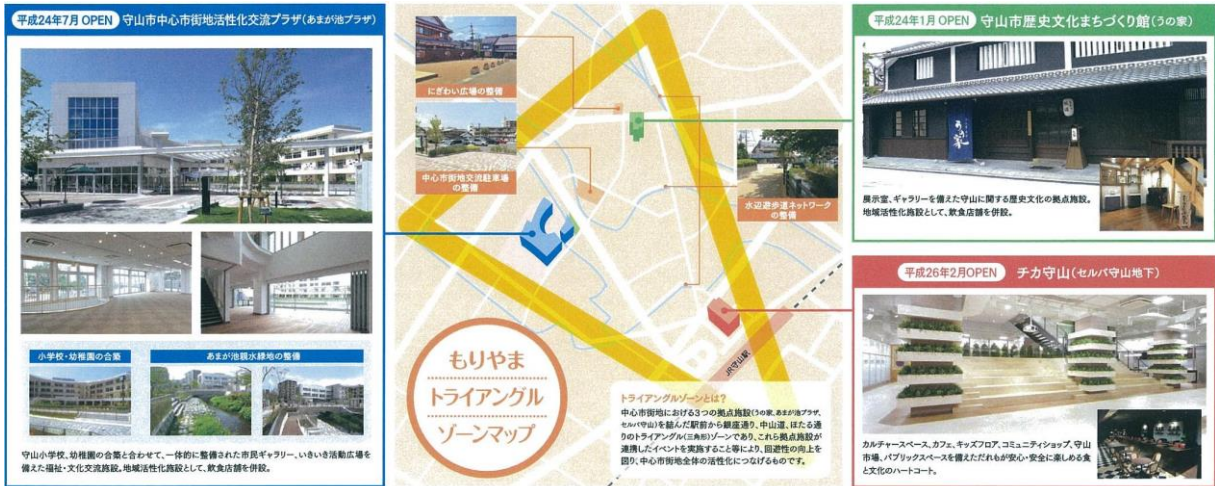 平成24年7月 OPEN 守山市中心市街地活性化交流プラザ(あまが池プラザ)
小学校・幼稚園の合築
あまが池親水緑地の整備
守山小学校、幼稚園の合築と合わせて、一体的に整備された市民ギャラリー、いきいき活動広場を
備えた福祉・文化交流施設。地域活性化施設として、飲食店舗を併設。
にぎわい広場の整備
中心市街地交流駐車場
の整備
水辺遊歩道ネットワーク
の整備
JR守山駅
もりやま
トライアングル
ゾーンマップ
トライアングルゾーンとは?
中心市街地における3つの拠点施設(うの家、あまが池プラザ、
セルバ守山)を結んだ駅前から銀座通り、中山道、ほたる通
りのトライアングル(三角形)ゾーンであり、これら拠点施設が
連携したイベントを実施すること等により、回遊性の向上を
図り、中心市街地全体の活性化につなげるものです。
平成24年1月 OPEN 守山市歴史文化まちづくり館(うの家)
うの家
展示室、ギャラリーを備えた守山に関する歴史文化の拠点施設。
地域活性化施設として、飲食店舗を併設。
平成26年2月OPEN チカ守山(セルバ守山地下)
カルチャースペース、カフェ、キッズフロア、コミュニティショップ、守山
市場、パブリックスペースを備えただれもが安心・安全に楽しめる食
と文化のハートコート。